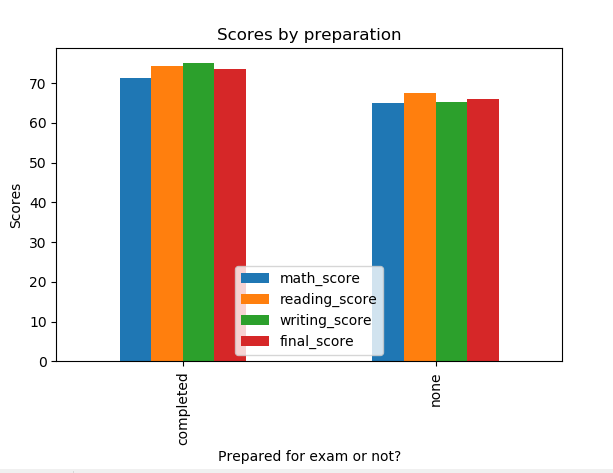 Scores by preparation
Scores
70
60
50
40
30
20
10
0
math_score
reading_score
writing_score
final_score
completed
none
Prepared for exam or not?